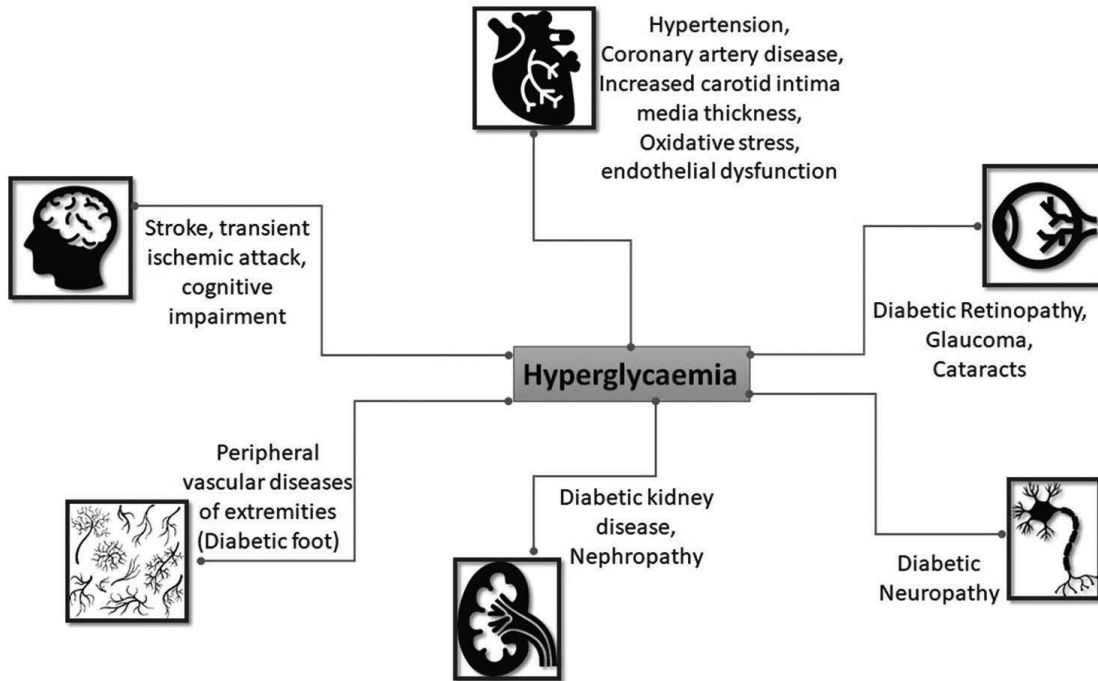 Hypertension,
Coronary artery disease,
Increased carotid intima
media thickness,
Oxidative stress,
endothelial dysfunction
Stroke, transient
ischemic attack,
cognitive
impairment
Diabetic Retinopathy,
Glaucoma,
Cataracts
Hyperglycaemia
Peripheral
vascular diseases
of extremities
(Diabetic foot)
Diabetic kidney
disease,
Nephropathy
Diabetic
Neuropathy